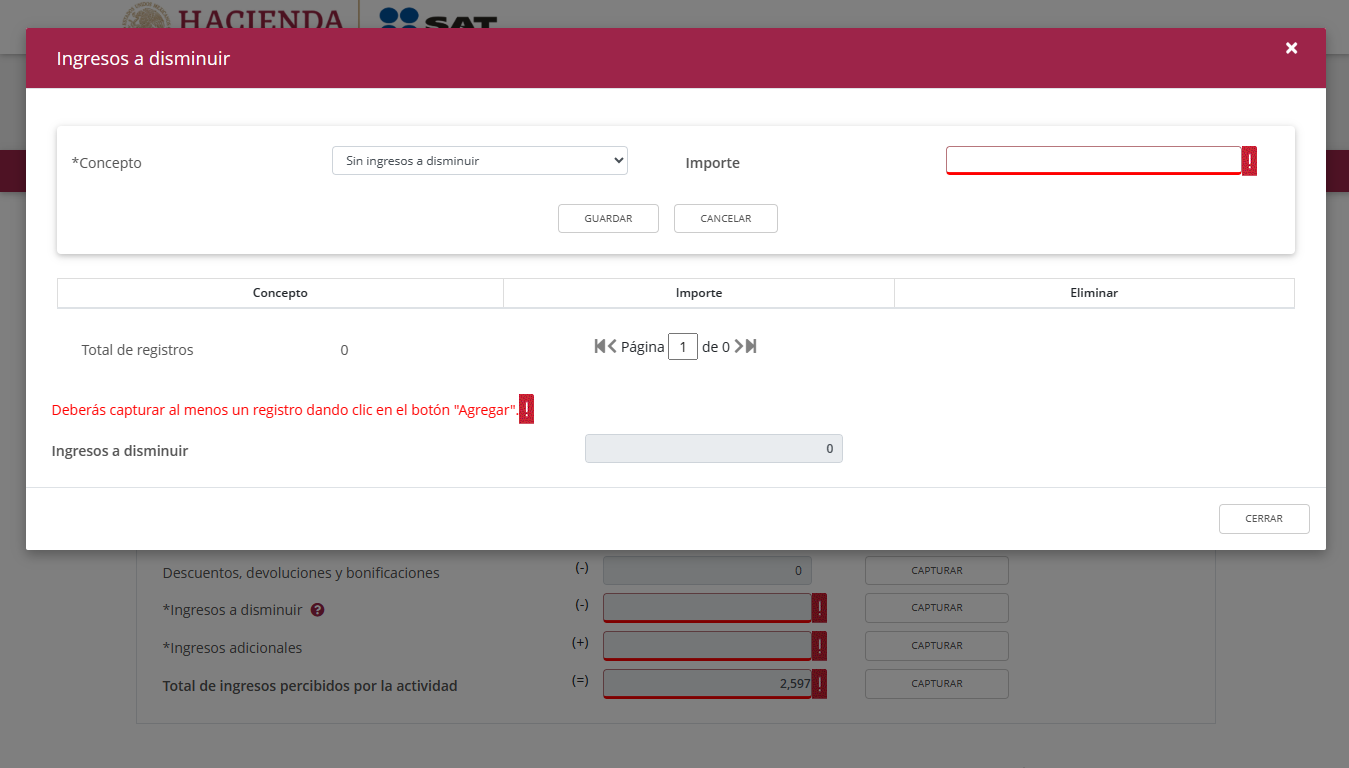 HACIENDA
SAT
Ingresos a disminuir ×
*Concepto Sin ingresos a disminuir Importe !
GUARDAR CANCELAR
Concepto Importe Eliminar
Total de registros 0 Página 1 de 0
Deberás capturar al menos un registro dando clic en el botón "Agregar". !
Ingresos a disminuir 0
CERRAR
Descuentos, devoluciones y bonificaciones (-) 0 CAPTURAR
*Ingresos a disminuir ? (-) ! CAPTURAR
*Ingresos adicionales (+) ! CAPTURAR
Total de ingresos percibidos por la actividad (=) 2,597 ! CAPTURAR